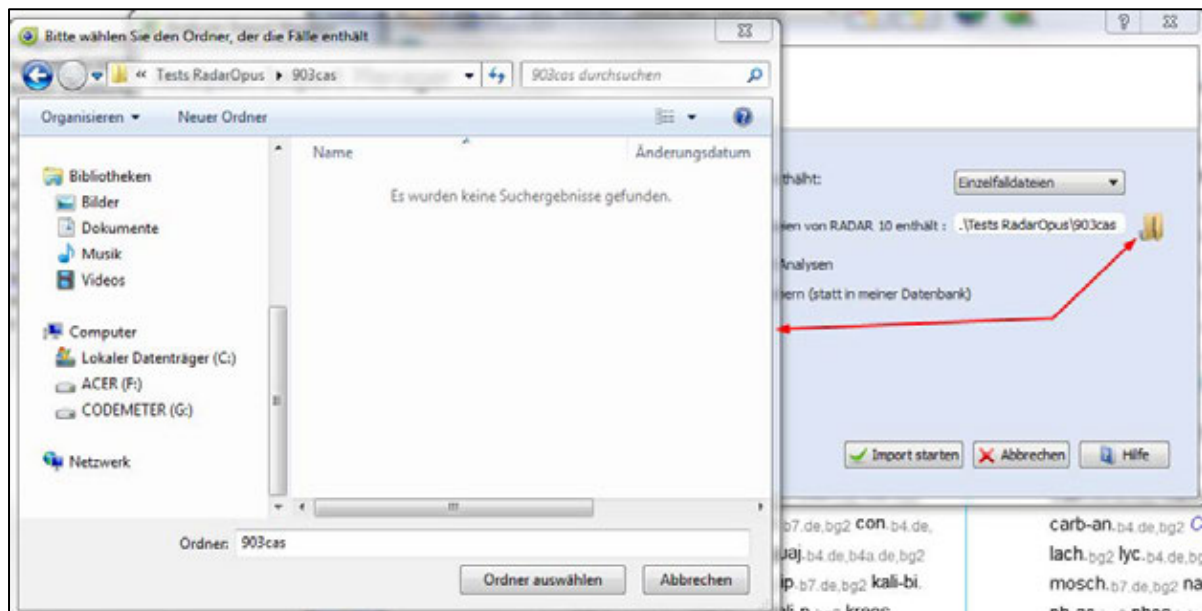 Bitte wählen Sie den Ordner, der die Fälle enthält
« Tests RadarOpus ▸ 903cas
903cas durchsuchen
Organisieren
Neuer Ordner
Name
Änderungsdatum
Es wurden keine Suchergebnisse gefunden.
Bibliotheken
Bilder
Dokumente
Musik
Videos
Computer
Lokaler Datenträger (C:)
ACER (F:)
CODEMETER (G:)
Netzwerk
Ordner: 903cas
Ordner auswählen
Abbrechen
thält:
Einzelfalldateien
ien von RADAR 10 enthält :
.\Tests RadarOpus\903cas
Analysen
ern (statt in meiner Datenbank)
Import starten
Abbrechen
Hilfe
b7.de,bg2 con.b4.de,
uaj.b4.de,b4a.de,bg2
ip.b7.de,bg2 kali-bi.
carb-an.b4.de,bg2
lach.bg2 lyc.b4.de,bg
mosch.b7.de,bg2 na